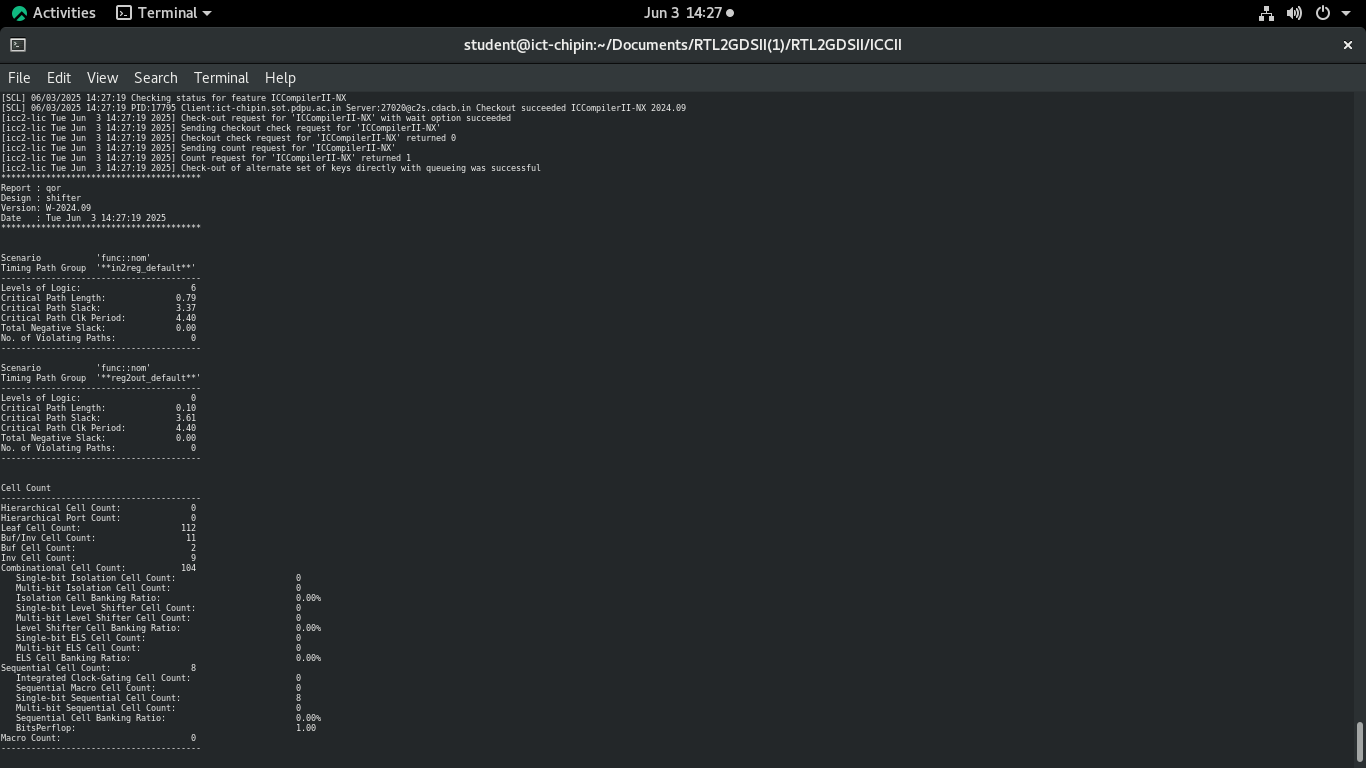 Activities Terminal Jun 3 14:27
student@ict-chipin:~/Documents/RTL2GDSII(1)/RTL2GDSII/ICCII ×
File Edit View Search Terminal Help
[SCL] 06/03/2025 14:27:19 Checking status for feature ICCompilerII-NX
[SCL] 06/03/2025 14:27:19 PID:17795 Client:ict-chipin.sot.pdpu.ac.in Server:27020@c2s.cdacb.in Checkout succeeded ICCompilerII-NX 2024.09
[icc2-lic Tue Jun  3 14:27:19 2025] Check-out request for 'ICCompilerII-NX' with wait option succeeded
[icc2-lic Tue Jun  3 14:27:19 2025] Sending checkout check request for 'ICCompilerII-NX'
[icc2-lic Tue Jun  3 14:27:19 2025] Checkout check request for 'ICCompilerII-NX' returned 0
[icc2-lic Tue Jun  3 14:27:19 2025] Sending count request for 'ICCompilerII-NX'
[icc2-lic Tue Jun  3 14:27:19 2025] Count request for 'ICCompilerII-NX' returned 1
[icc2-lic Tue Jun  3 14:27:19 2025] Check-out of alternate set of keys directly with queueing was successful
****************************************
Report : qor
Design : shifter
Version: W-2024.09
Date   : Tue Jun  3 14:27:19 2025
****************************************
Scenario           'func::nom'
Timing Path Group  '**in2reg_default**'
----------------------------------------
Levels of Logic:                      6
Critical Path Length:              0.79
Critical Path Slack:               3.37
Critical Path Clk Period:          4.40
Total Negative Slack:              0.00
No. of Violating Paths:               0
----------------------------------------
Scenario           'func::nom'
Timing Path Group  '**reg2out_default**'
----------------------------------------
Levels of Logic:                      0
Critical Path Length:              0.10
Critical Path Slack:               3.61
Critical Path Clk Period:          4.40
Total Negative Slack:              0.00
No. of Violating Paths:               0
----------------------------------------
Cell Count
----------------------------------------
Hierarchical Cell Count:              0
Hierarchical Port Count:              0
Leaf Cell Count:                    112
Buf/Inv Cell Count:                  11
Buf Cell Count:                       2
Inv Cell Count:                       9
Combinational Cell Count:           104
   Single-bit Isolation Cell Count:                        0
   Multi-bit Isolation Cell Count:                         0
   Isolation Cell Banking Ratio:                           0.00%
   Single-bit Level Shifter Cell Count:                    0
   Multi-bit Level Shifter Cell Count:                     0
   Level Shifter Cell Banking Ratio:                       0.00%
   Single-bit ELS Cell Count:                              0
   Multi-bit ELS Cell Count:                               0
   ELS Cell Banking Ratio:                                 0.00%
Sequential Cell Count:                8
   Integrated Clock-Gating Cell Count:                     0
   Sequential Macro Cell Count:                            0
   Single-bit Sequential Cell Count:                       8
   Multi-bit Sequential Cell Count:                        0
   Sequential Cell Banking Ratio:                          0.00%
   BitsPerflop:                                            1.00
Macro Count:                          0
----------------------------------------